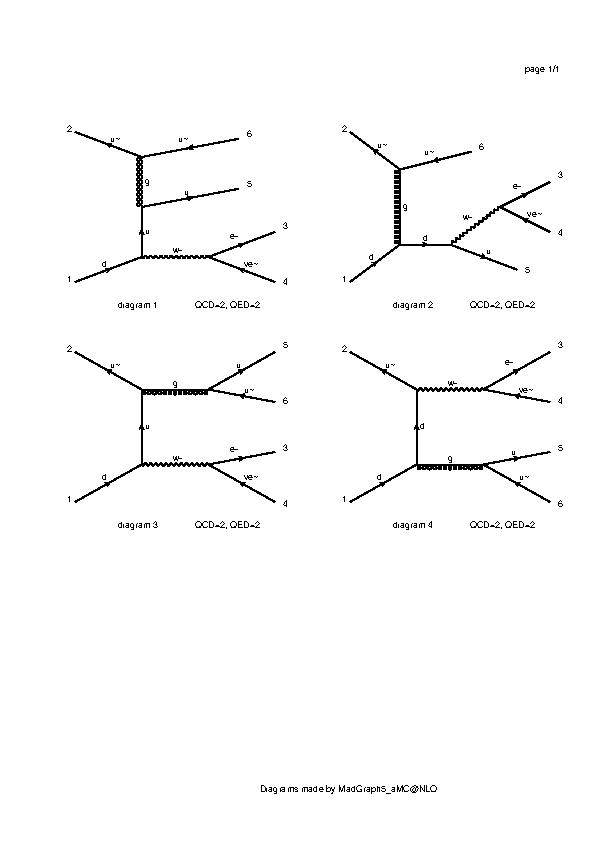 page 1/1
2 u~ u~ 6
g
u 5
u e- 3
w-
1 d ve~ 4
diagram 1 QCD=2, QED=2
2 u~ u~ 6
e- 3
g w- ve~ 4
d
1 d u 5
diagram 2 QCD=2, QED=2
2 u~ g u 5
u~ 6
u
d w- e- 3
1 ve~ 4
diagram 3 QCD=2, QED=2
2 u~ w- e- 3
ve~ 4
d
d g u 5
1 u~ 6
diagram 4 QCD=2, QED=2
Diagrams made by MadGraph5_aMC@NLO